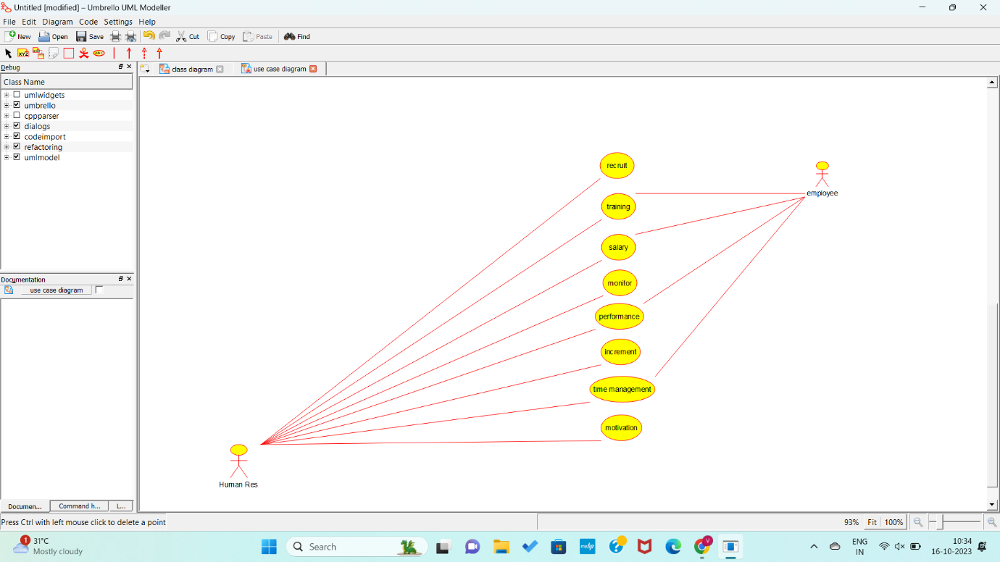 Untitled [modified] – Umbrello UML Modeller
File Edit Diagram Code Settings Help
New Open Save Cut Copy Paste Find
XYZ ABC
Debug
class diagram use case diagram
Class Name
umlwidgets
umbrello
cppparser
dialogs
codeimport
refactoring
umlmodel
Documentation
use case diagram
Documen... Command h... L...
recruit
training
salary
monitor
performance
increment
time management
motivation
employee
Human Res
Press Ctrl with left mouse click to delete a point
93% Fit 100%
1
31°C
Mostly cloudy
Search
myhp
V
ENG
IN
10:34
16-10-2023